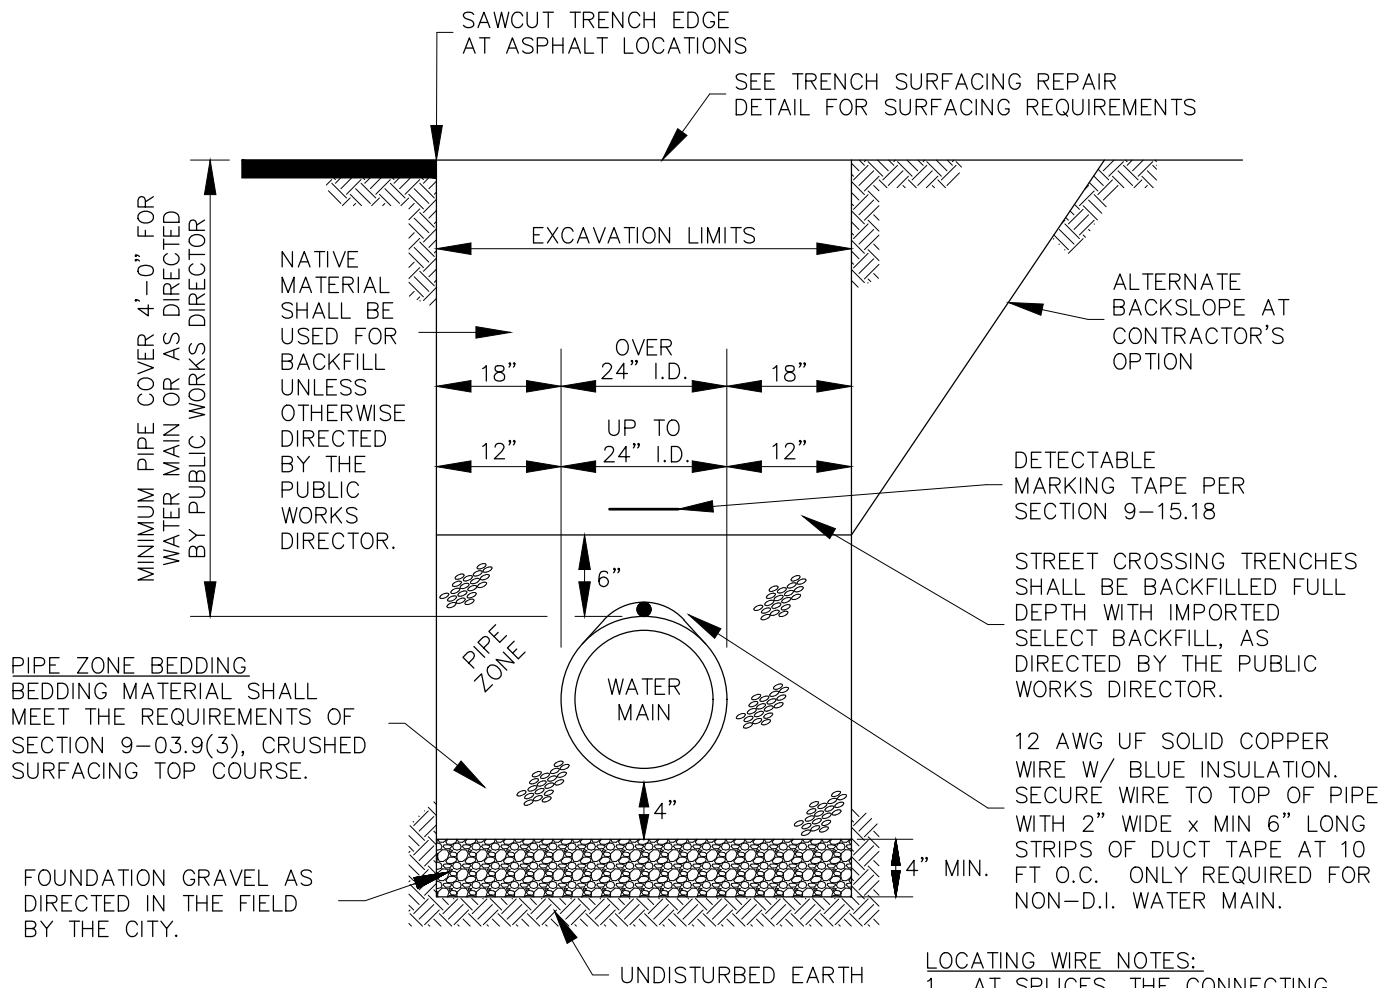 SAWCUT TRENCH EDGE
AT ASPHALT LOCATIONS
SEE TRENCH SURFACING REPAIR
DETAIL FOR SURFACING REQUIREMENTS
MINIMUM PIPE COVER 4'-0" FOR
WATER MAIN OR AS DIRECTED
BY PUBLIC WORKS DIRECTOR
EXCAVATION LIMITS
NATIVE
MATERIAL
SHALL BE
USED FOR
BACKFILL
UNLESS
OTHERWISE
DIRECTED
BY THE
PUBLIC
WORKS
DIRECTOR.
ALTERNATE
BACKSLOPE AT
CONTRACTOR'S
OPTION
OVER
18" 24" I.D. 18"
UP TO
12" 24" I.D. 12"
DETECTABLE
MARKING TAPE PER
SECTION 9-15.18
6"
STREET CROSSING TRENCHES
SHALL BE BACKFILLED FULL
DEPTH WITH IMPORTED
SELECT BACKFILL, AS
DIRECTED BY THE PUBLIC
WORKS DIRECTOR.
PIPE
ZONE
WATER
MAIN
PIPE ZONE BEDDING
BEDDING MATERIAL SHALL
MEET THE REQUIREMENTS OF
SECTION 9-03.9(3), CRUSHED
SURFACING TOP COURSE.
12 AWG UF SOLID COPPER
WIRE W/ BLUE INSULATION.
SECURE WIRE TO TOP OF PIPE
WITH 2" WIDE x MIN 6" LONG
STRIPS OF DUCT TAPE AT 10
FT O.C. ONLY REQUIRED FOR
NON-D.I. WATER MAIN.
4"
4" MIN.
FOUNDATION GRAVEL AS
DIRECTED IN THE FIELD
BY THE CITY.
UNDISTURBED EARTH
LOCATING WIRE NOTES:
1. AT SPLICES, THE CONNECTING